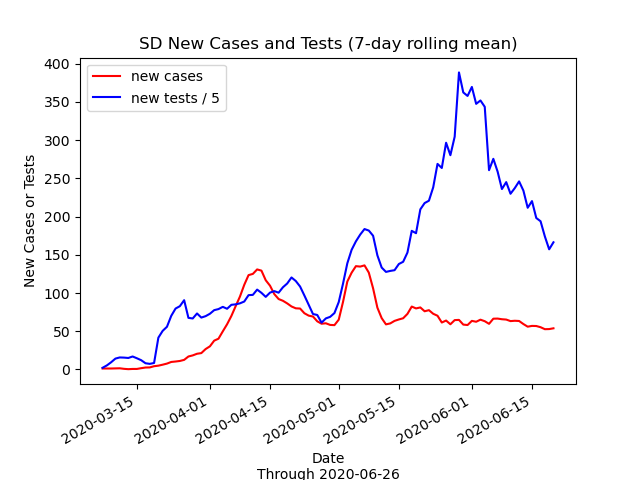 SD New Cases and Tests (7-day rolling mean)
new cases
new tests / 5
New Cases or Tests
400
350
300
250
200
150
100
50
0
2020-03-15
2020-04-01
2020-04-15
2020-05-01
2020-05-15
2020-06-01
2020-06-15
Date
Through 2020-06-26